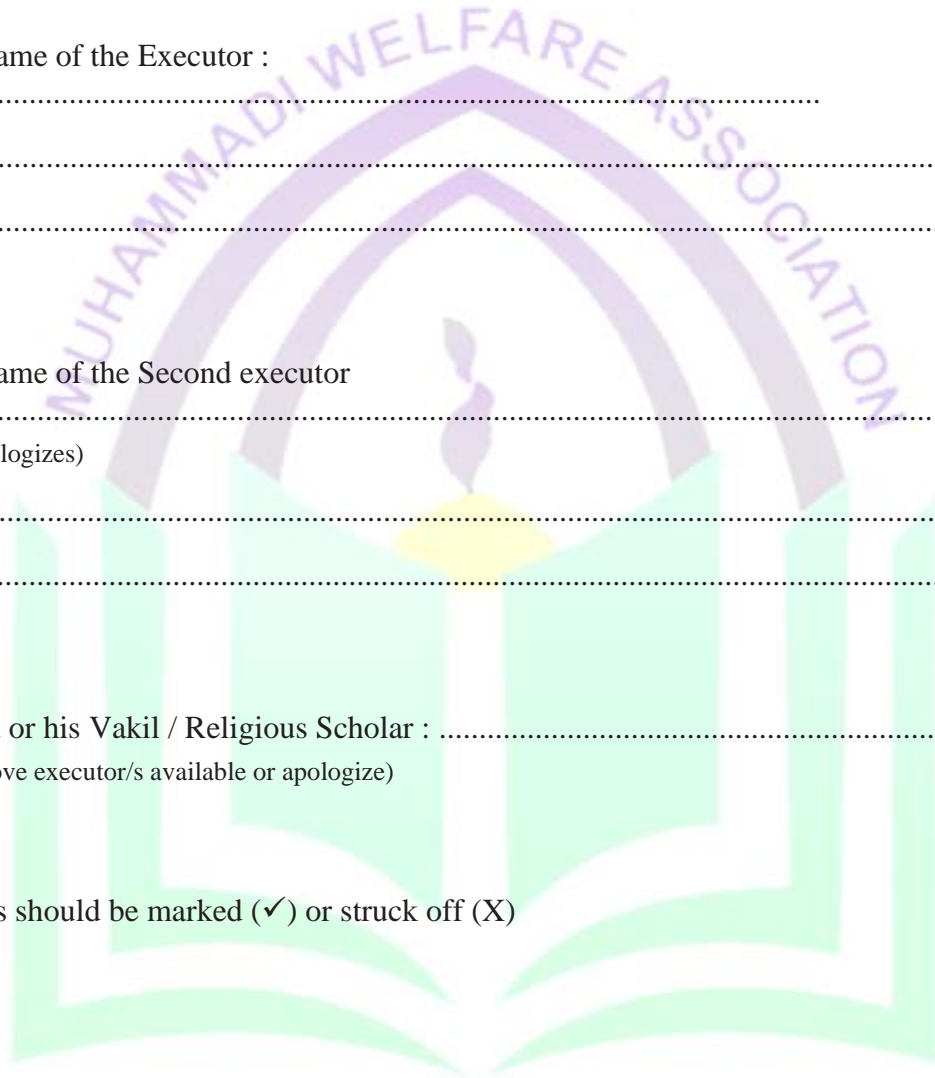 MUHAMMADI WELFARE ASSOCIATION
ame of the Executor :
ame of the Second executor
logizes)
or his Vakil / Religious Scholar :
ve executor/s available or apologize)
s should be marked (✓) or struck off (X)